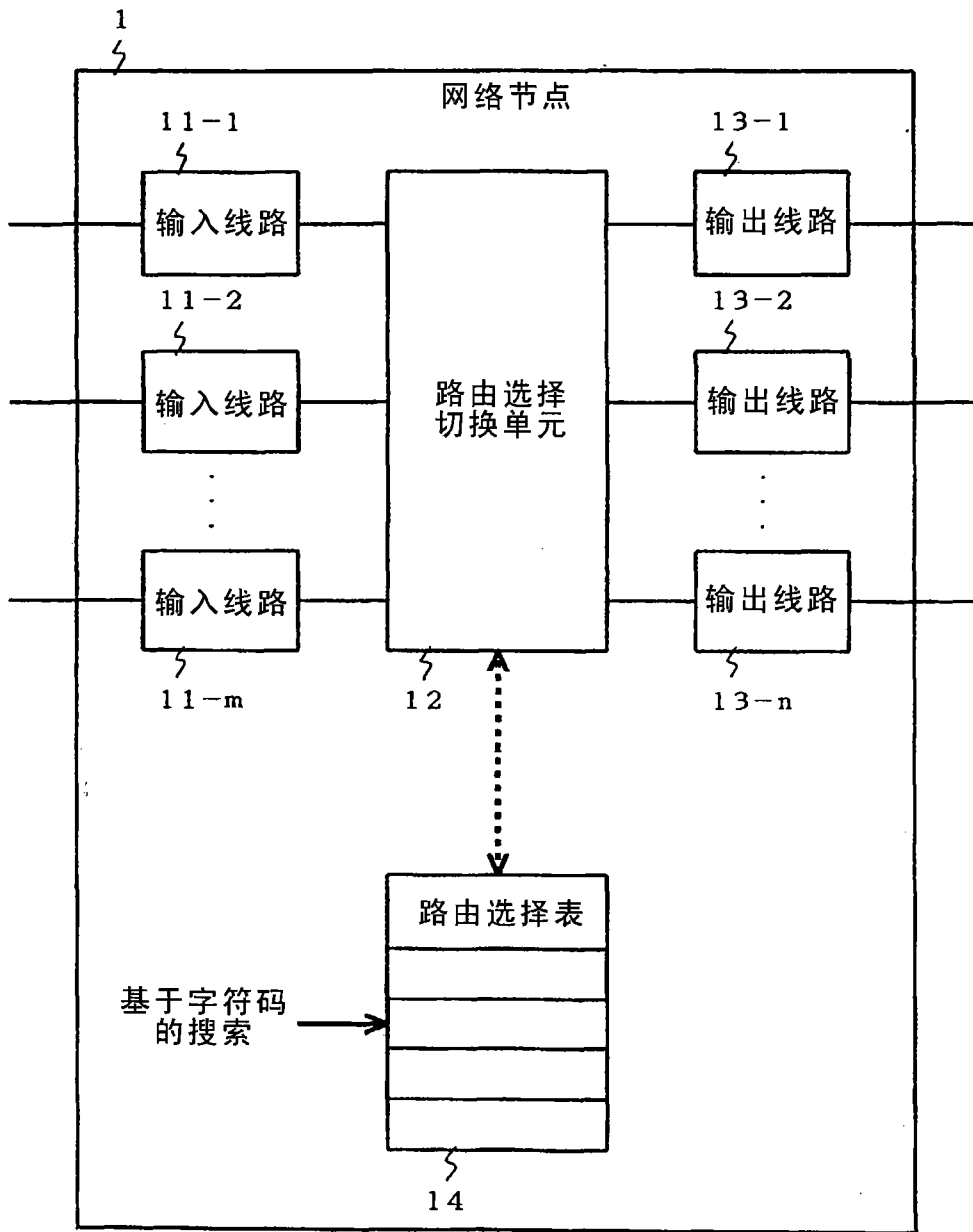 1
网络节点
11-1
13-1
输入线路
输出线路
11-2
13-2
输入线路
路由选择
切换单元
输出线路
输入线路
输出线路
11-m
12
13-n
路由选择表
基于字符码
的搜索
14